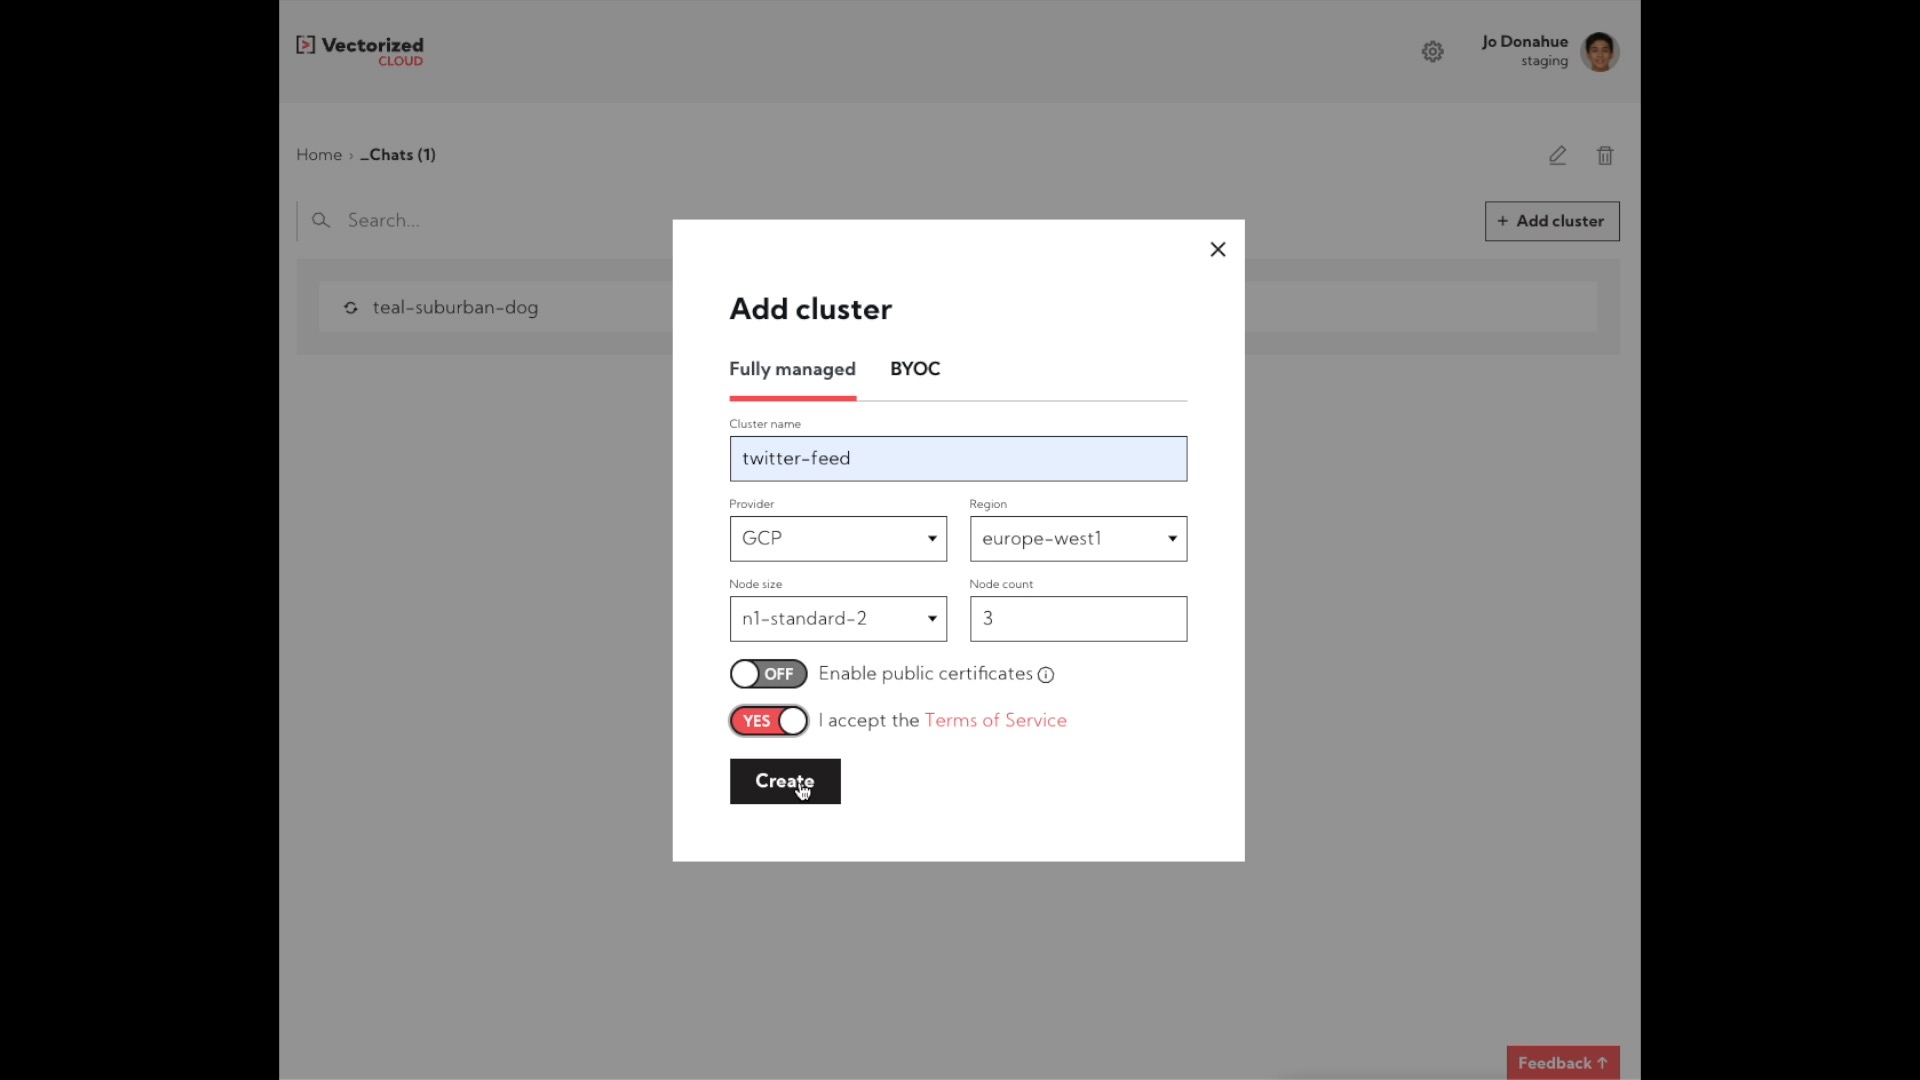 Vectorized
CLOUD
Jo Donahue
staging
Home › _Chats (1)
Search...
+ Add cluster
teal-suburban-dog
Add cluster
Fully managed BYOC
Cluster name
twitter-feed
Provider Region
GCP europe-west1
Node size Node count
n1-standard-2 3
OFF Enable public certificates
YES I accept the Terms of Service
Create
Feedback ↑